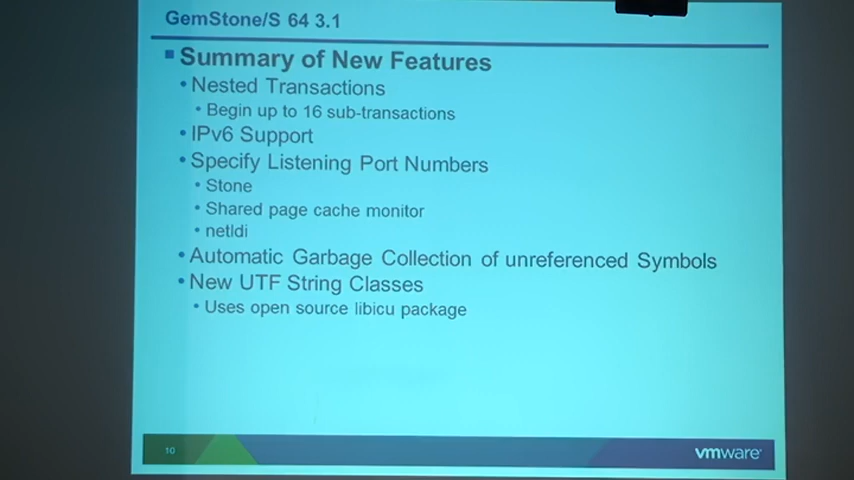 GemStone/S 64 3.1
Summary of New Features
Nested Transactions
Begin up to 16 sub-transactions
IPv6 Support
Specify Listening Port Numbers
Stone
Shared page cache monitor
netldi
Automatic Garbage Collection of unreferenced Symbols
New UTF String Classes
Uses open source libicu package
10
vmware